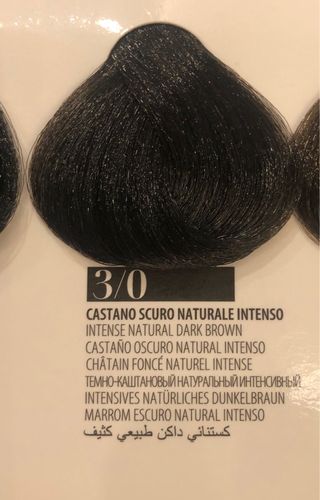 3/0
CASTANO SCURO NATURALE INTENSO
INTENSE NATURAL DARK BROWN
CASTAÑO OSCURO NATURAL INTENSO
CHÂTAIN FONCÉ NATUREL INTENSE
ТЕМНО-КАШТАНОВЫЙ НАТУРАЛЬНЫЙ ИНТЕНСИВНЫЙ
INTENSIVES NATÜRLICHES DUNKELBRAUN
MARROM ESCURO NATURAL INTENSO
كستنائي داكن طبيعي كثيف